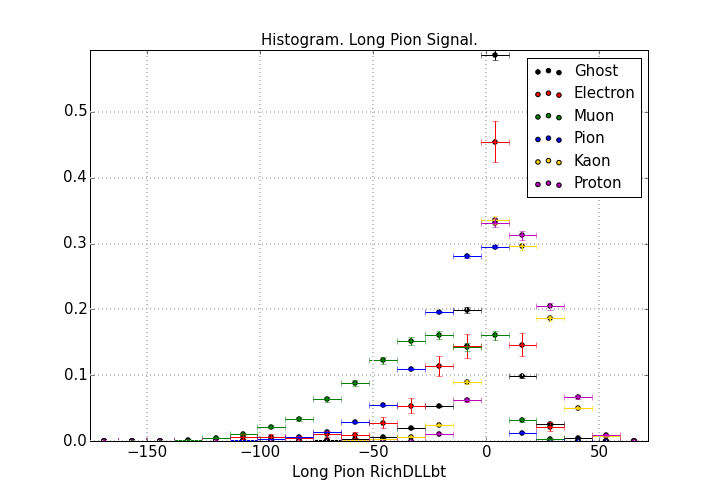 Histogram. Long Pion Signal.
0.5
0.4
0.3
0.2
0.1
0.0
Ghost
Electron
Muon
Pion
Kaon
Proton
−150 −100 −50 0 50
Long Pion RichDLLbt